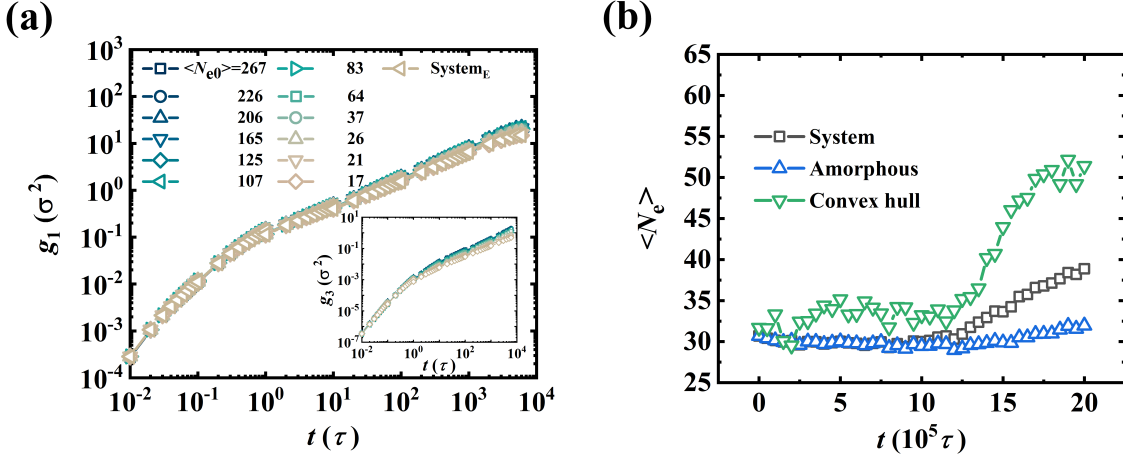 (a)
g₁ (σ²)
10³
10²
10¹
10⁰
10⁻¹
10⁻²
10⁻³
10⁻⁴
<Nₑ₀>=267
226
206
165
125
107
83
64
37
26
21
17
System_E
g₃ (σ²)
10¹
10⁻¹
10⁻³
10⁻⁵
10⁻⁷
10⁻² 10⁰ 10² 10⁴
t (τ)
10⁻² 10⁻¹ 10⁰ 10¹ 10² 10³ 10⁴
t (τ)
(b)
<Nₑ>
65
60
55
50
45
40
35
30
25
System
Amorphous
Convex hull
0 5 10 15 20
t (10⁵τ)